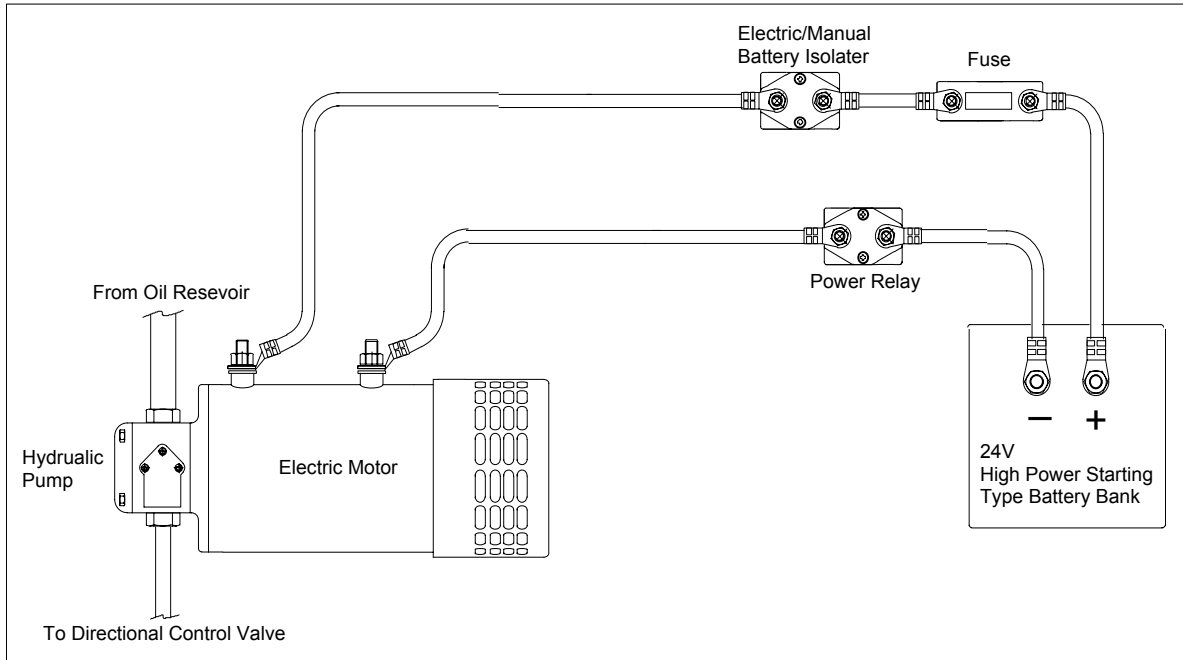 Electric/Manual
Battery Isolater
Fuse
Power Relay
From Oil Resevoir
Hydrualic
Pump
Electric Motor
− +
24V
High Power Starting
Type Battery Bank
To Directional Control Valve